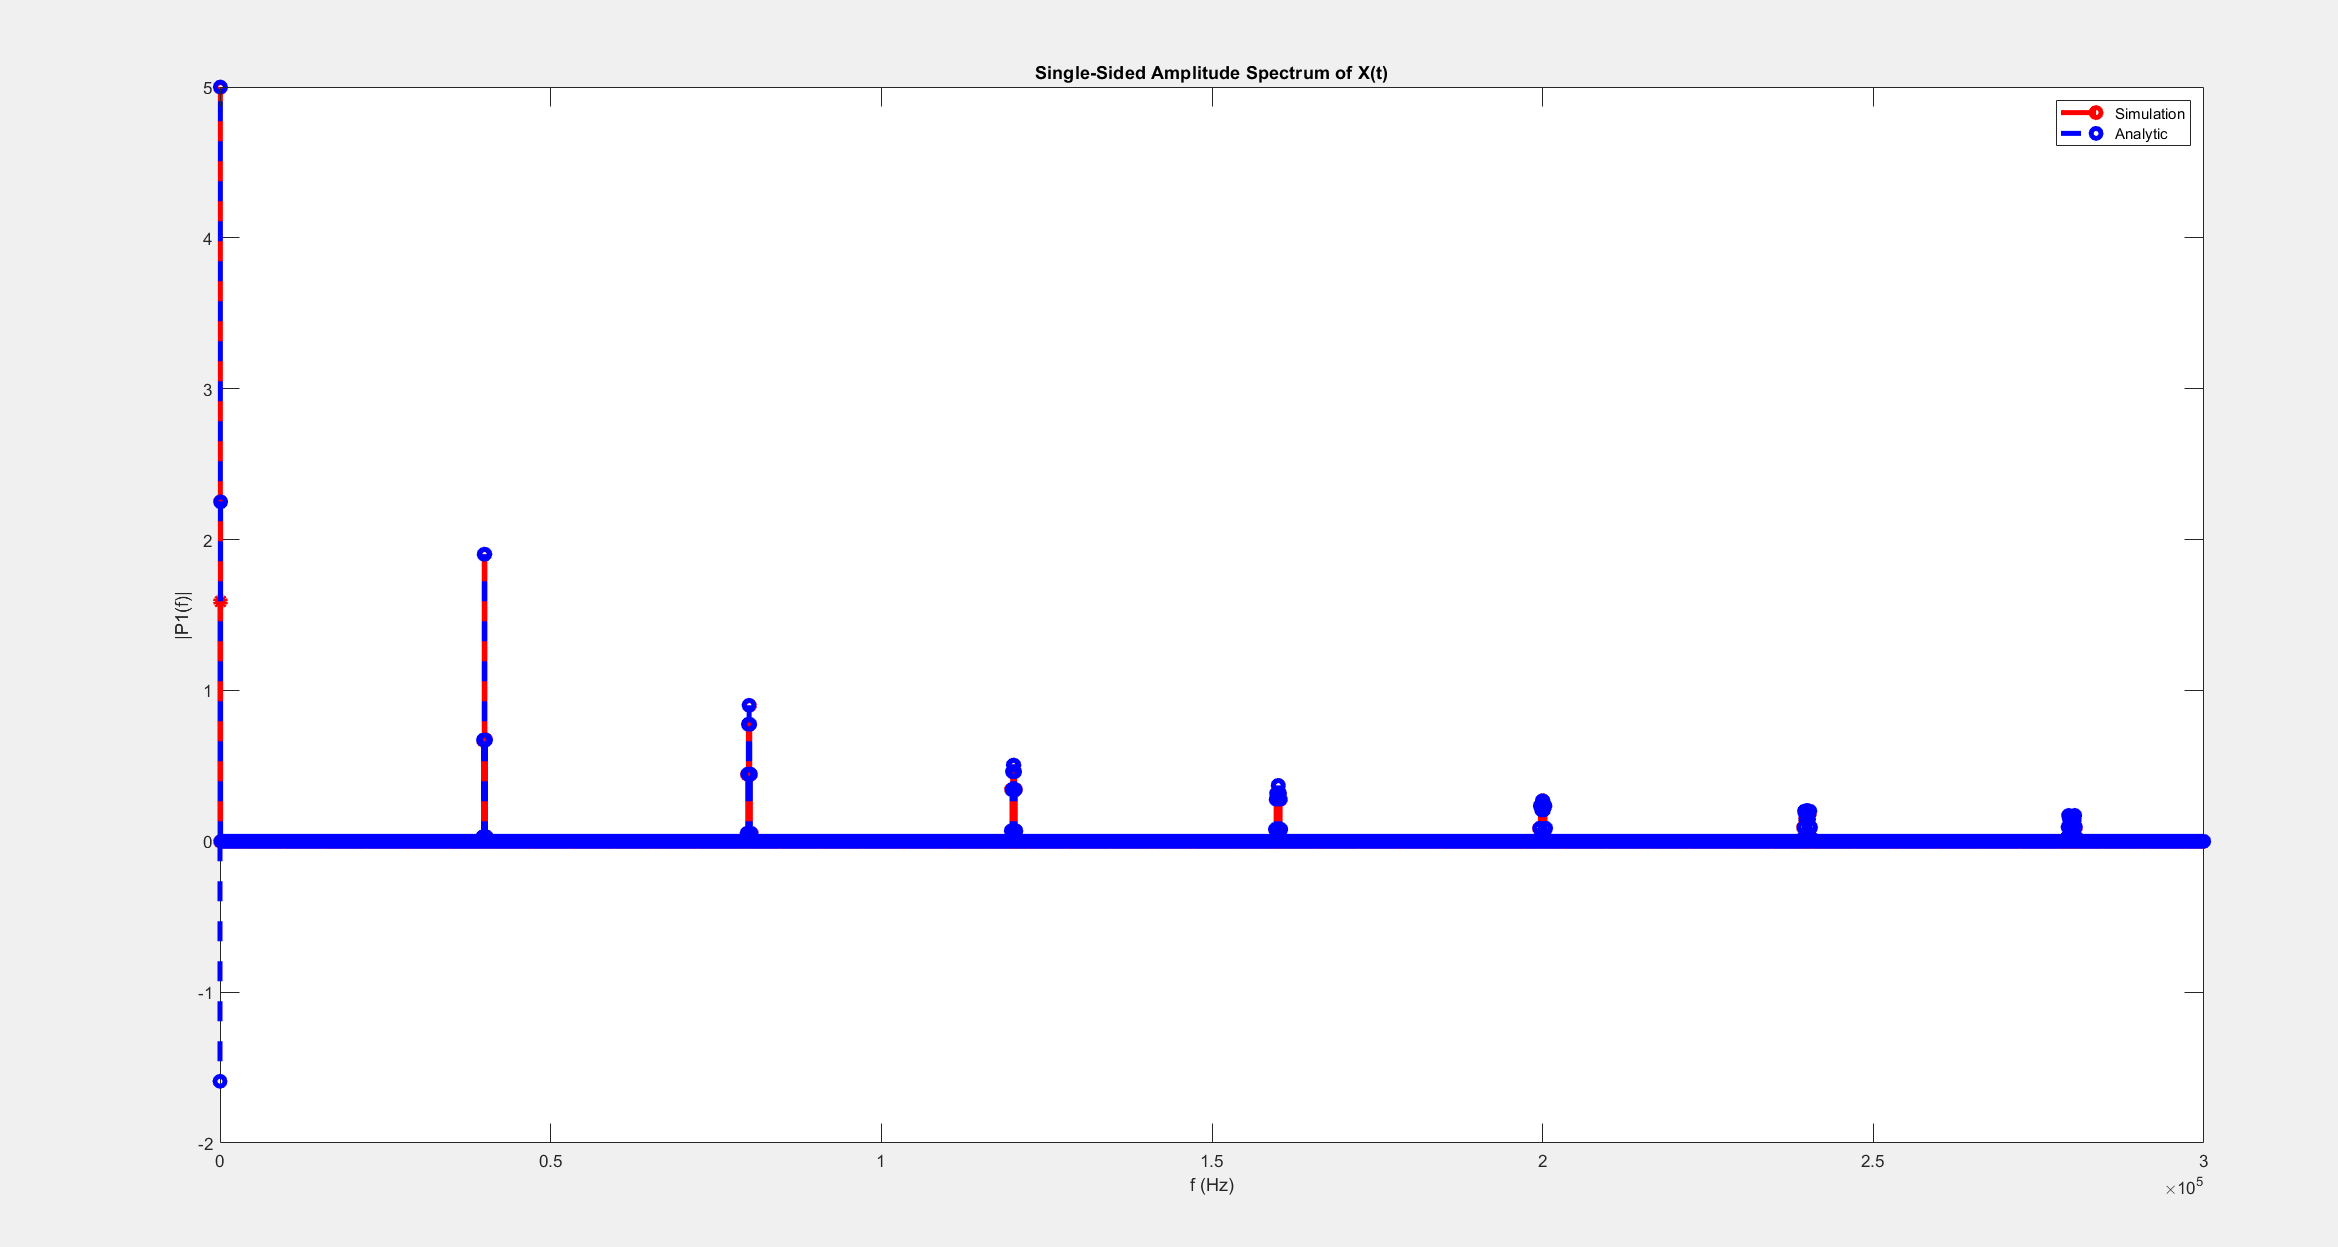 Single-Sided Amplitude Spectrum of X(t)
Simulation
Analytic
5
4
3
2
1
0
-1
-2
|P1(f)|
0 0.5 1 1.5 2 2.5 3
f (Hz)
×10^5